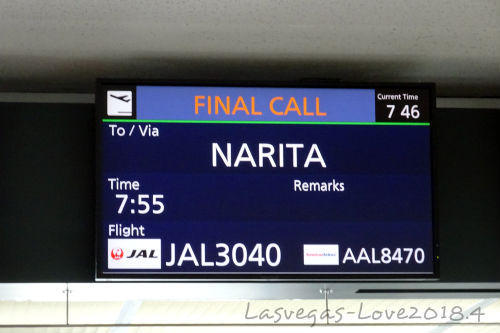 FINAL CALL
Current Time
7 46
To / Via
NARITA
Time
Remarks
7:55
Flight
JAL JAL3040 AAL8470
Lasvegas-Love2018.4